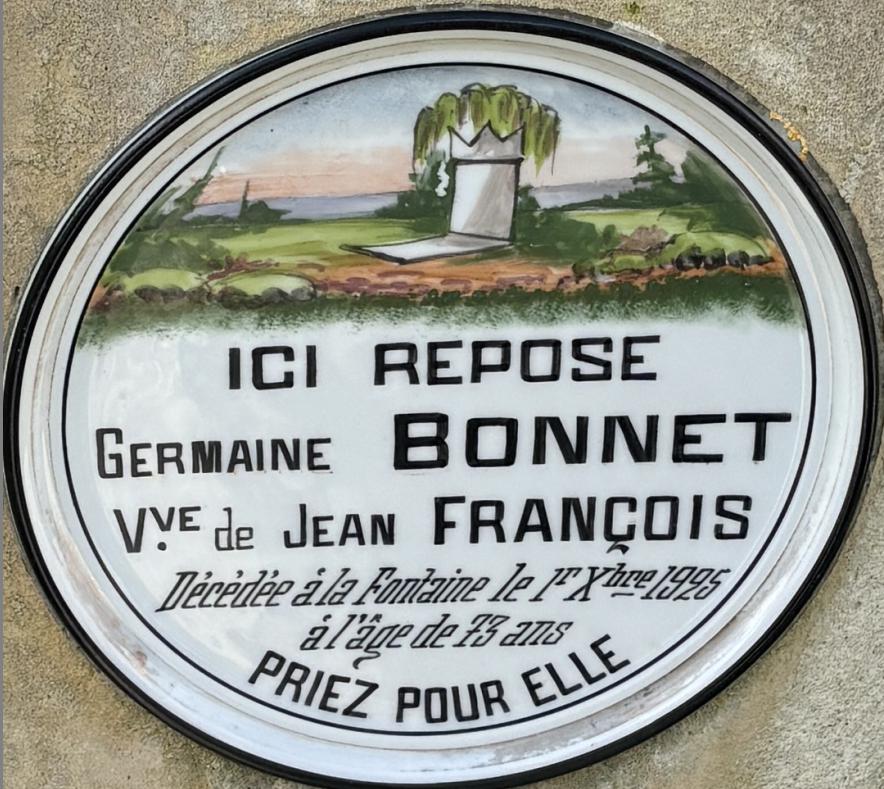 ICI REPOSE
GERMAINE BONNET
Vve de JEAN FRANÇOIS
Décédée á la Fontaine le 1er Xbre 1925
á l'âge de 73 ans
PRIEZ POUR ELLE